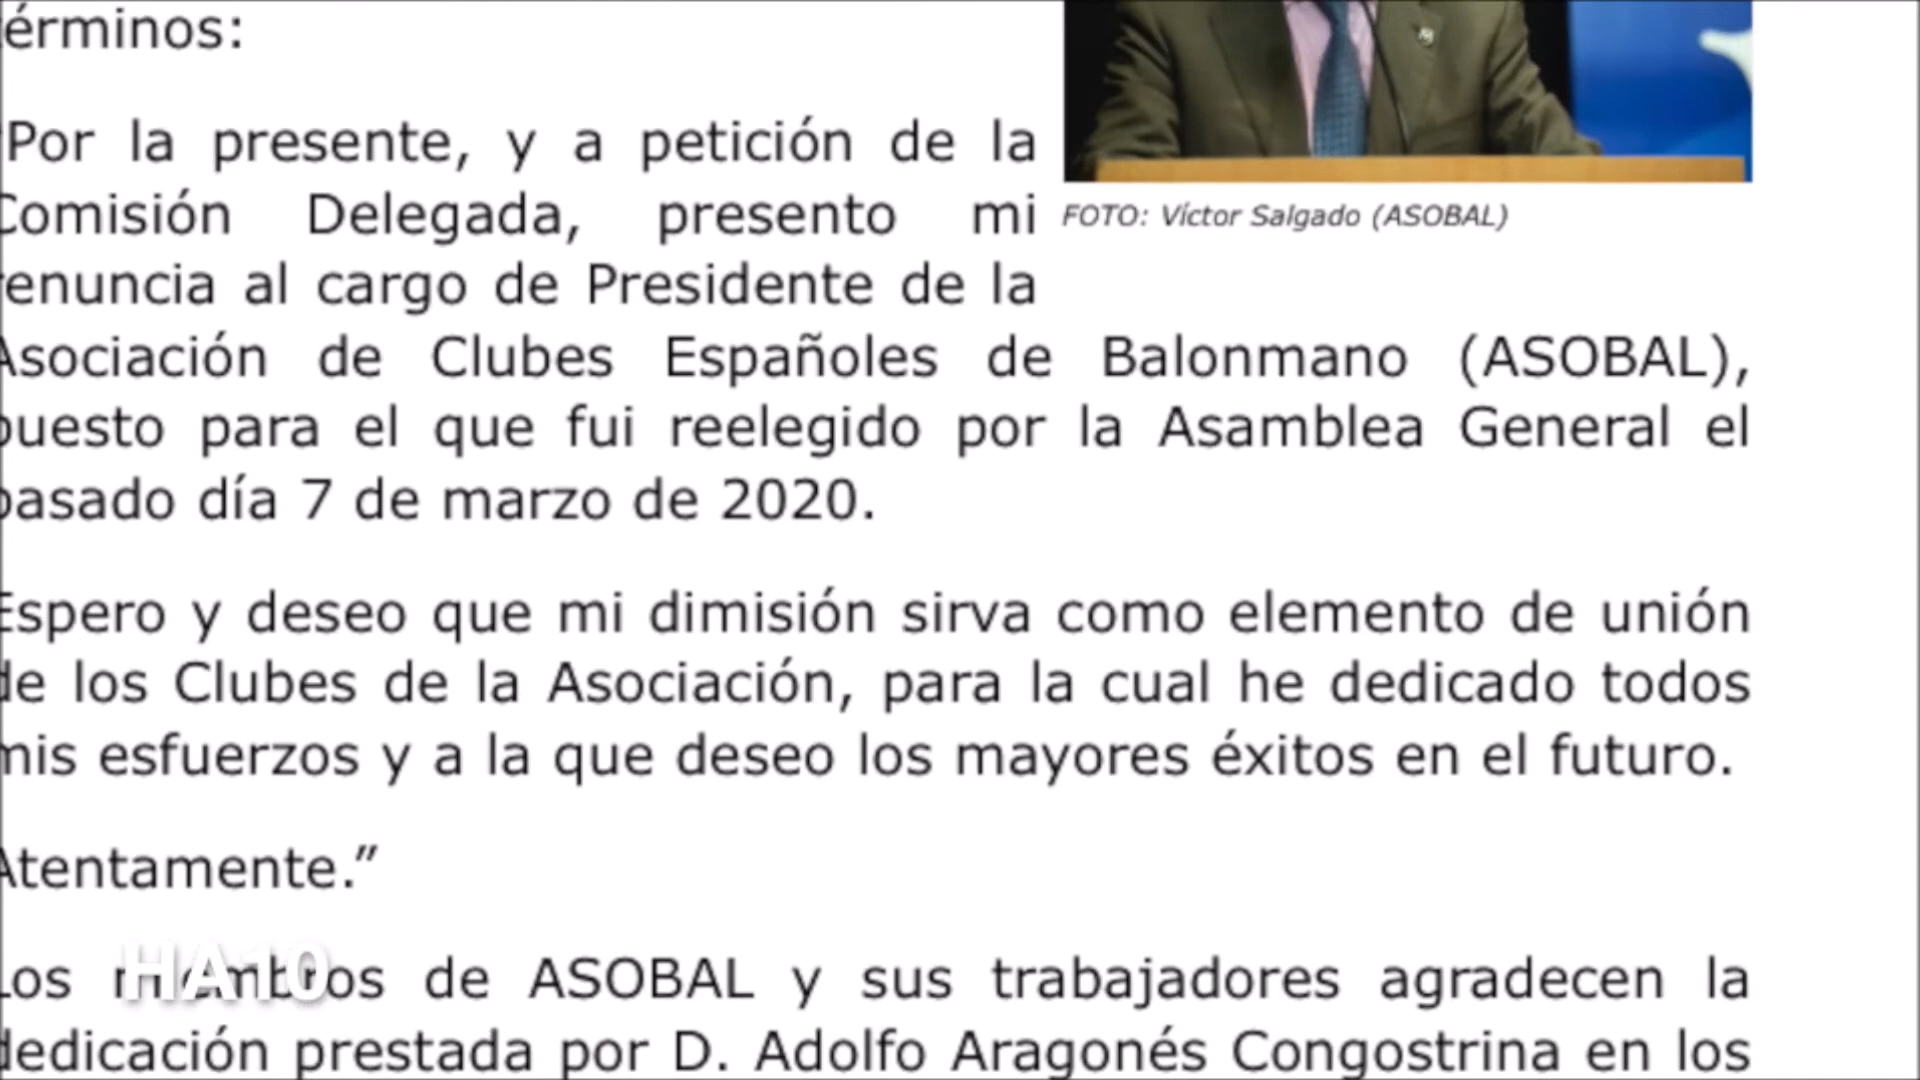 érminos:
Por la presente, y a petición de la
Comisión Delegada, presento mi
renuncia al cargo de Presidente de la
FOTO: Víctor Salgado (ASOBAL)
Asociación de Clubes Españoles de Balonmano (ASOBAL),
puesto para el que fui reelegido por la Asamblea General el
pasado día 7 de marzo de 2020.
Espero y deseo que mi dimisión sirva como elemento de unión
de los Clubes de la Asociación, para la cual he dedicado todos
mis esfuerzos y a la que deseo los mayores éxitos en el futuro.
Atentamente.”
Los miembros de ASOBAL y sus trabajadores agradecen la
HA10
dedicación prestada por D. Adolfo Aragonés Congostrina en los